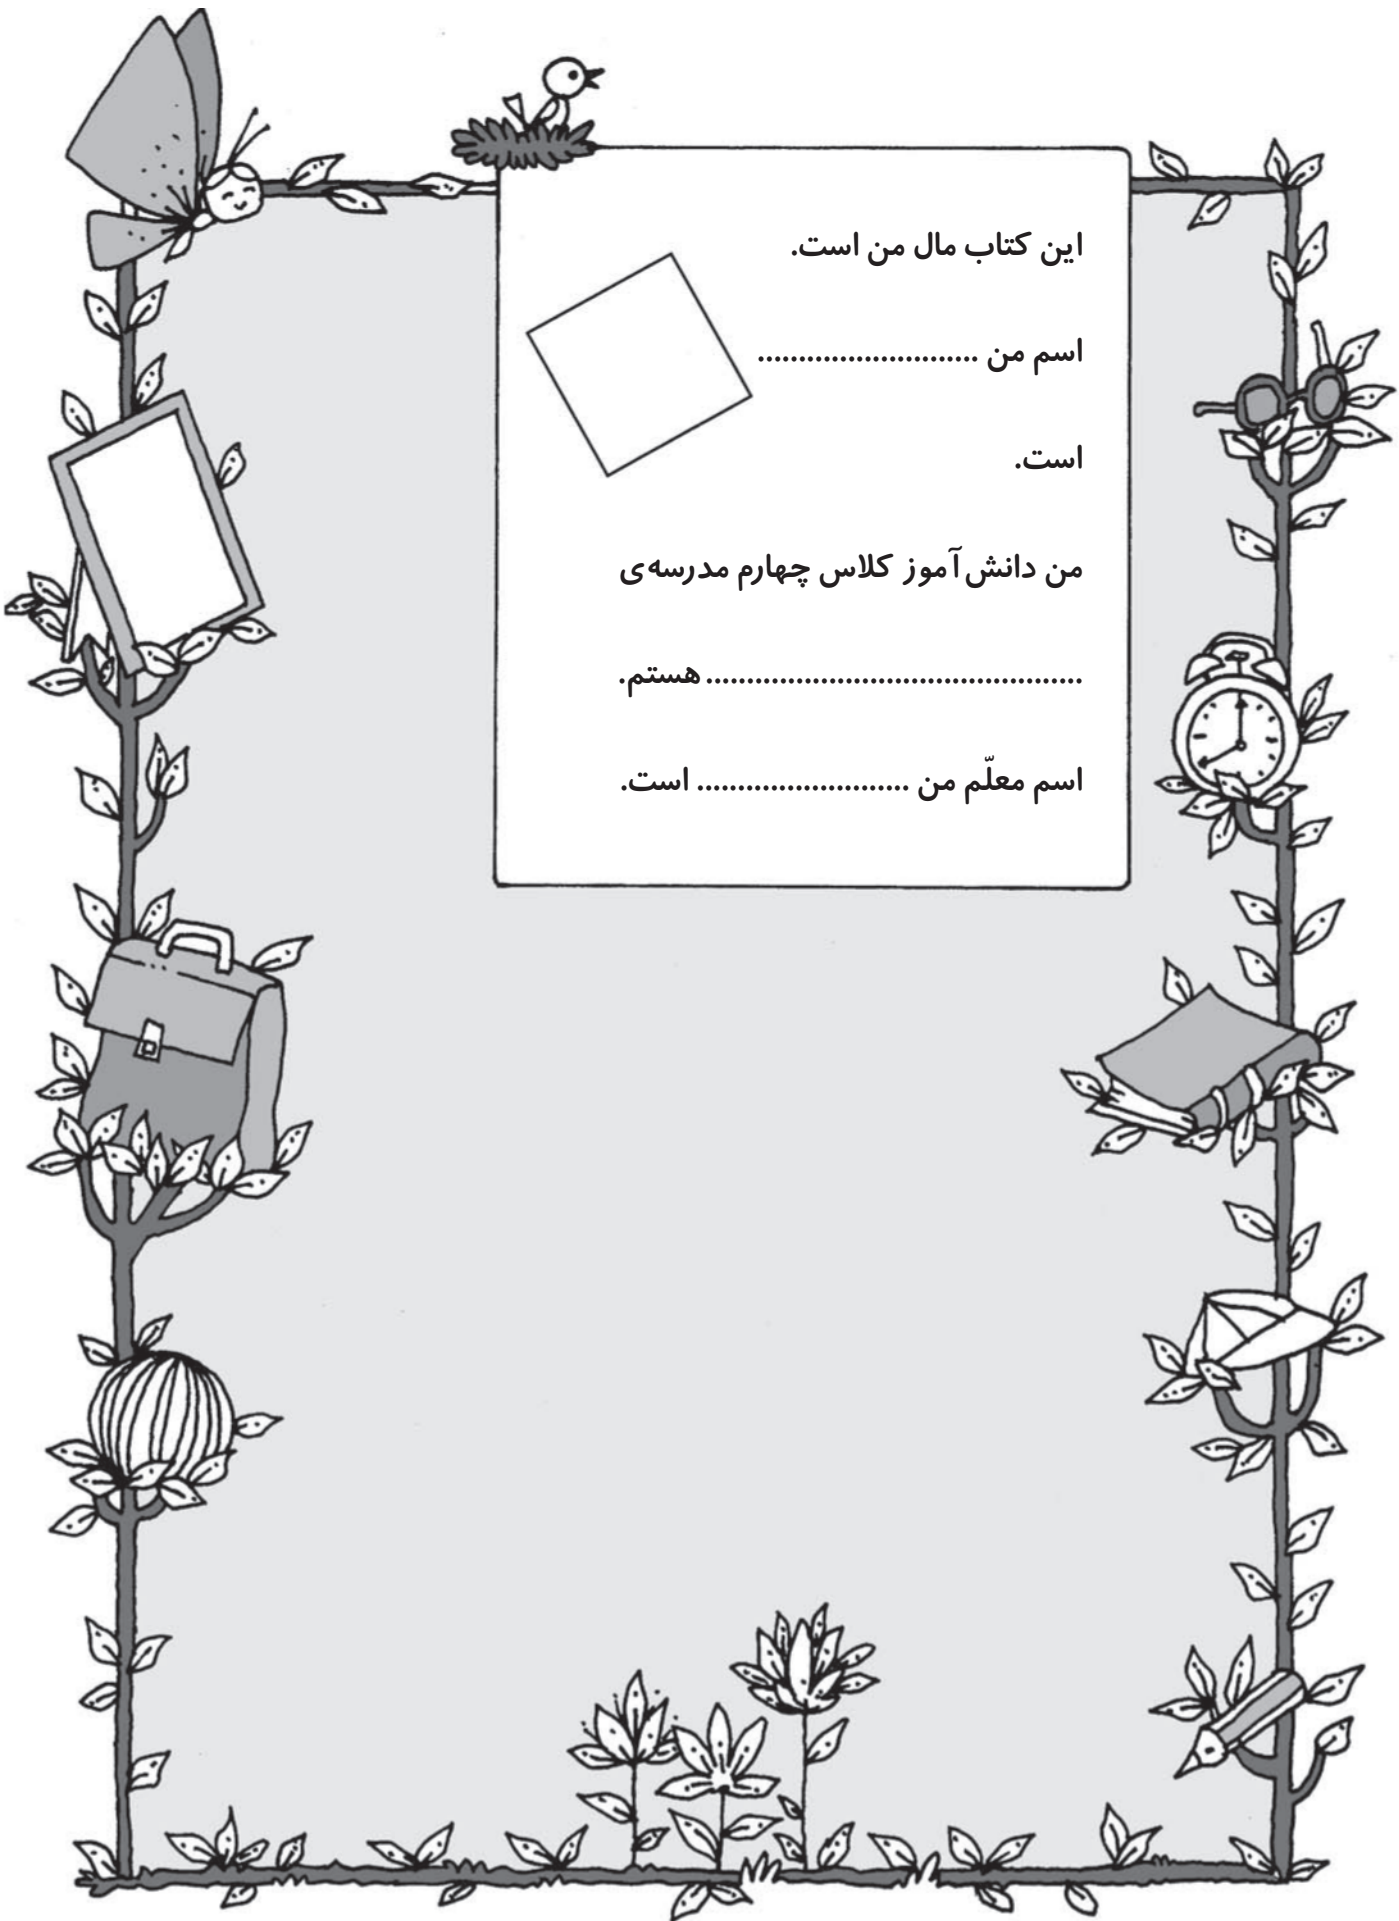 این کتاب مال من است.
اسم من ...........................
است.
من دانش‌آموز کلاس چهارم مدرسه‌ی
.............................................. هستم.
اسم معلّم من .......................... است.